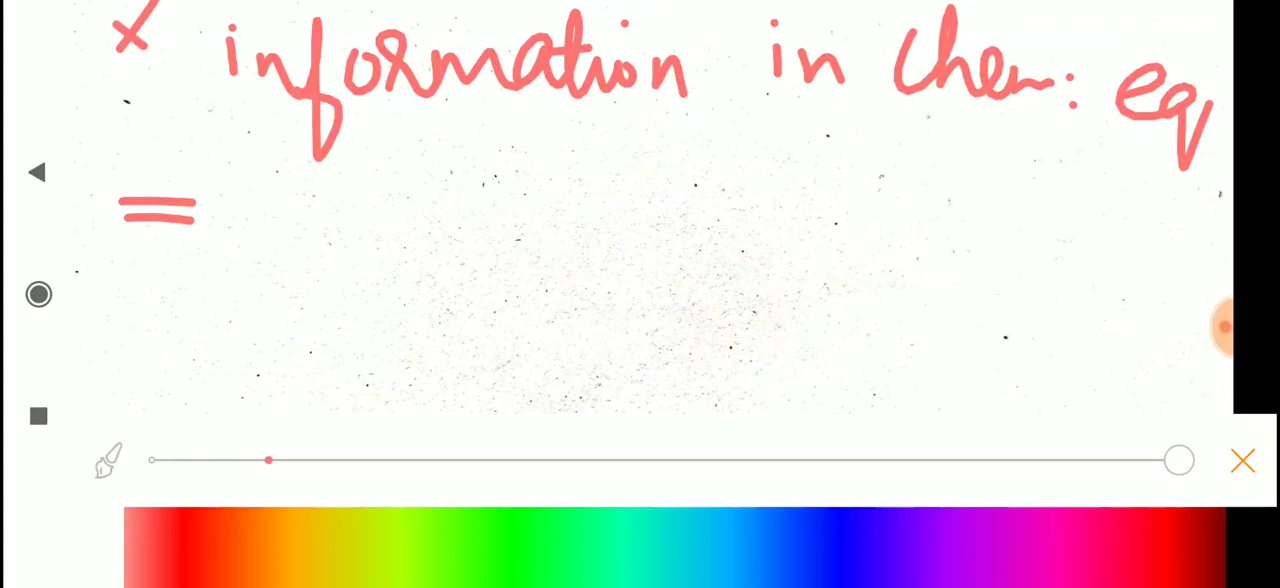 × information in chem: eq
=